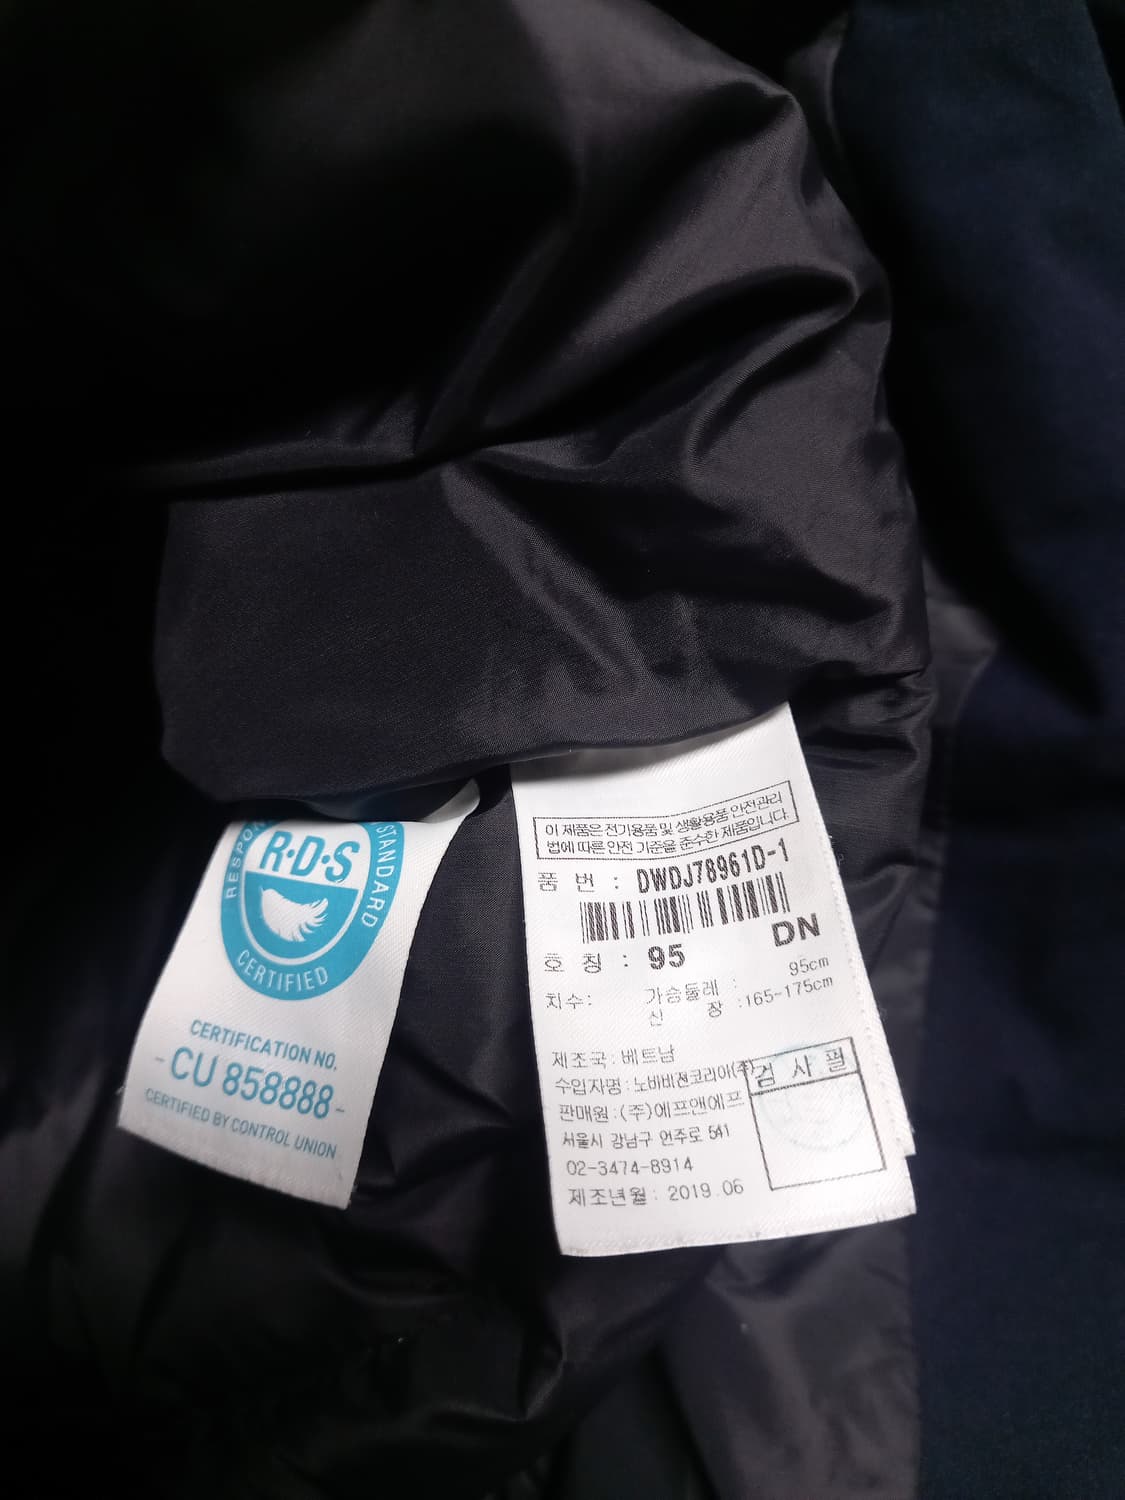 RESPON
STANDARD
R·D·S
CERTIFIED
CERTIFICATION NO.
- CU 858888 -
CERTIFIED BY CONTROL UNION
이 제품은 전기용품 및 생활용품 안전관리
법에 따른 안전 기준을 준수한 제품입니다.
품 번 : DWDJ78961D-1
DN
호 칭 : 95
치수: 가슴둘레 : 95cm
신 장 :165-175cm
제조국: 베트남
수입자명: 노바비젼코리아(주)
판매원:(주)에프앤에프
서울시 강남구 언주로 541
02-3474-8914
제조년월: 2019.06
검 사 필